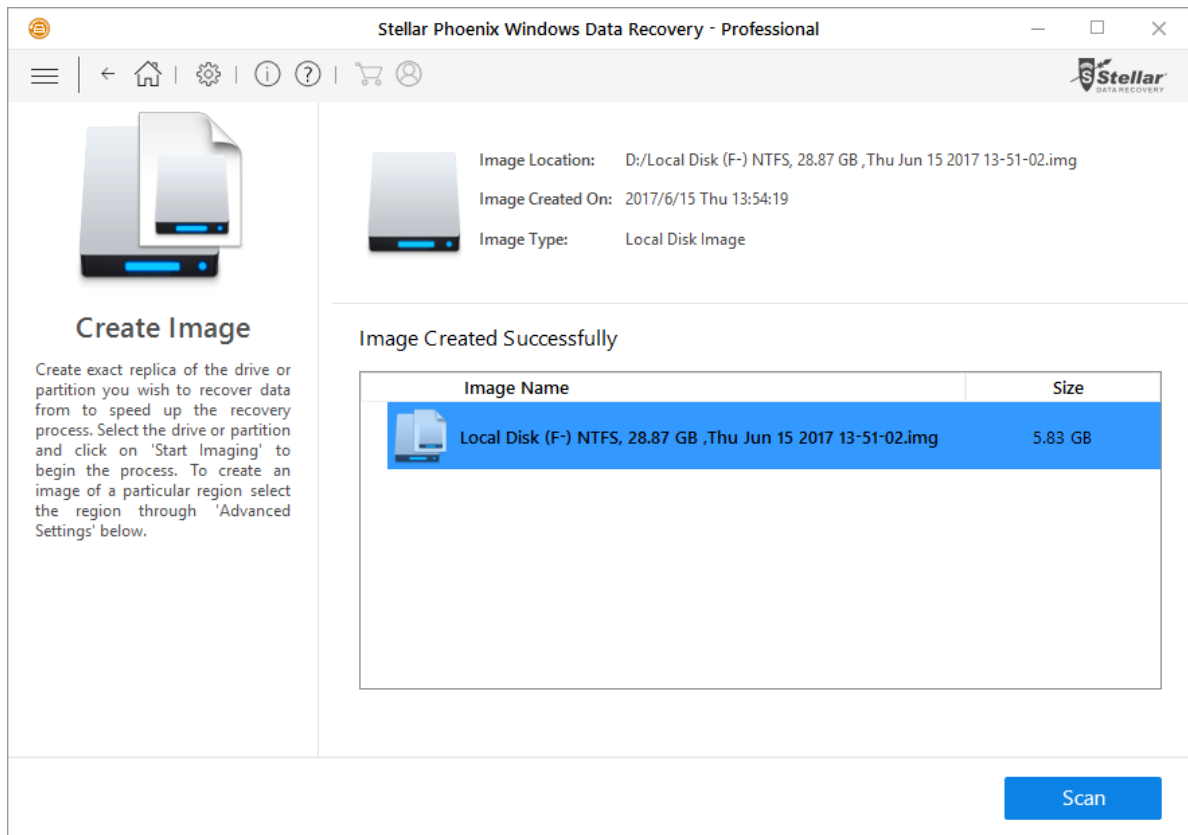 Stellar Phoenix Windows Data Recovery - Professional
Stellar
DATA RECOVERY
Image Location: D:/Local Disk (F-) NTFS, 28.87 GB ,Thu Jun 15 2017 13-51-02.img
Image Created On: 2017/6/15 Thu 13:54:19
Image Type: Local Disk Image
Create Image
Create exact replica of the drive or
partition you wish to recover data
from to speed up the recovery
process. Select the drive or partition
and click on 'Start Imaging' to
begin the process. To create an
image of a particular region select
the region through 'Advanced
Settings' below.
Image Created Successfully
Image Name Size
Local Disk (F-) NTFS, 28.87 GB ,Thu Jun 15 2017 13-51-02.img 5.83 GB
Scan